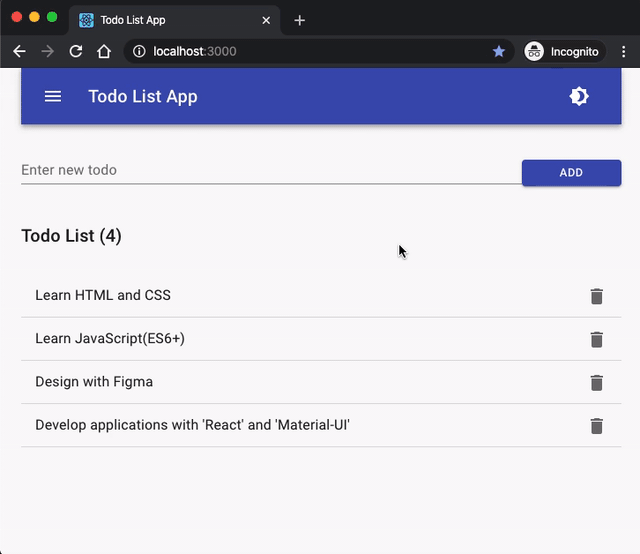 Todo List App
localhost:3000
Incognito
Todo List App
Enter new todo
ADD
Todo List (4)
Learn HTML and CSS
Learn JavaScript(ES6+)
Design with Figma
Develop applications with 'React' and 'Material-UI'